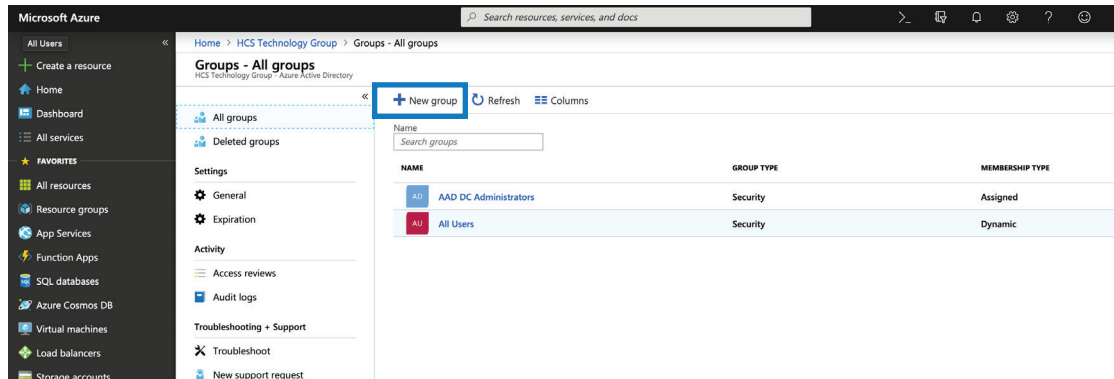 Microsoft Azure
Search resources, services, and docs
All Users
Create a resource
Home
Dashboard
All services
FAVORITES
All resources
Resource groups
App Services
Function Apps
SQL databases
Azure Cosmos DB
Virtual machines
Load balancers
Storage accounts
Home > HCS Technology Group > Groups - All groups
Groups - All groups
HCS Technology Group - Azure Active Directory
All groups
Deleted groups
Settings
General
Expiration
Activity
Access reviews
Audit logs
Troubleshooting + Support
Troubleshoot
New support request
New group Refresh Columns
Name
Search groups
NAME GROUP TYPE MEMBERSHIP TYPE
AD AAD DC Administrators Security Assigned
AU All Users Security Dynamic